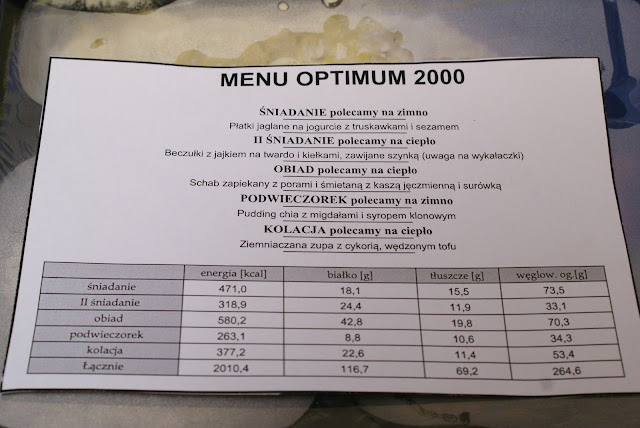 MENU OPTIMUM 2000
ŚNIADANIE polecamy na zimno
Płatki jaglane na jogurcie z truskawkami i sezamem
II ŚNIADANIE polecamy na ciepło
Beczułki z jajkiem na twardo i kiełkami, zawijane szynką (uwaga na wykałaczki)
OBIAD polecamy na ciepło
Schab zapiekany z porami i śmietaną z kaszą jęczmienną i surówką
PODWIECZOREK polecamy na zimno
Pudding chia z migdałami i syropem klonowym
KOLACJA polecamy na ciepło
Ziemniaczana zupa z cykorią, wędzonym tofu
energia [kcal] białko [g] tłuszcze [g] węglow. og.[g]
śniadanie 471,0 18,1 15,5 73,5
II śniadanie 318,9 24,4 11,9 33,1
obiad 580,2 42,8 19,8 70,3
podwieczorek 263,1 8,8 10,6 34,3
kolacja 377,2 22,6 11,4 53,4
Łącznie 2010,4 116,7 69,2 264,6